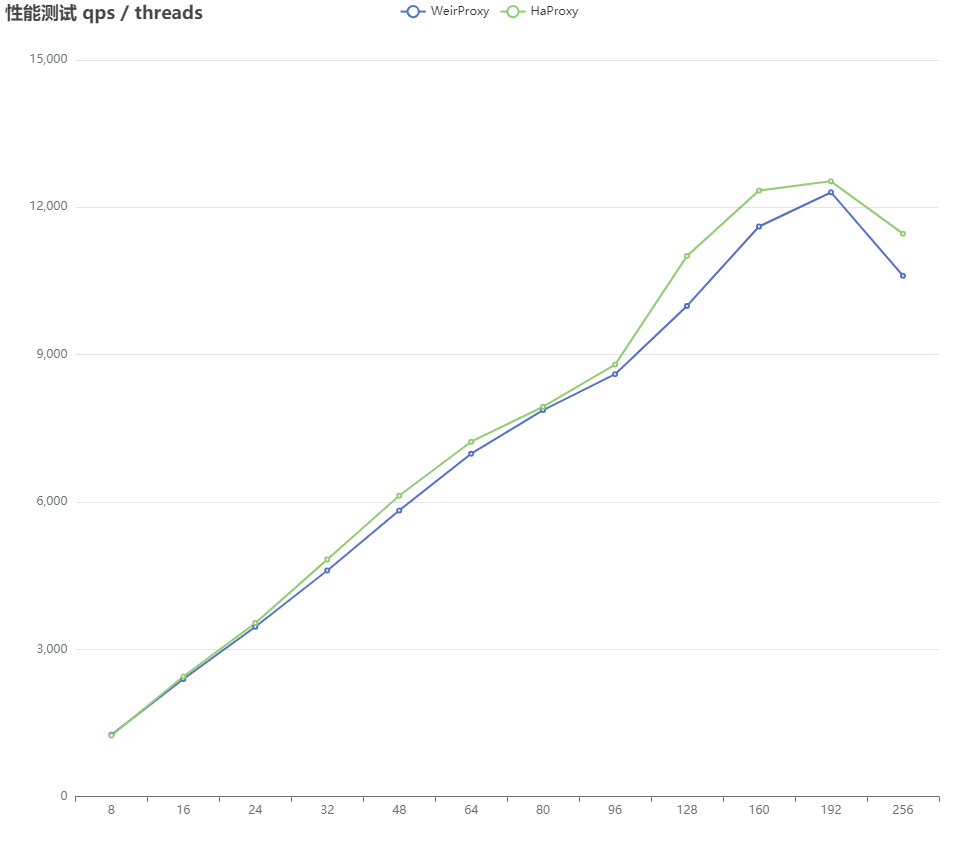 性能测试 qps / threads
WeirProxy HaProxy
15,000
12,000
9,000
6,000
3,000
0
8 16 24 32 48 64 80 96 128 160 192 256